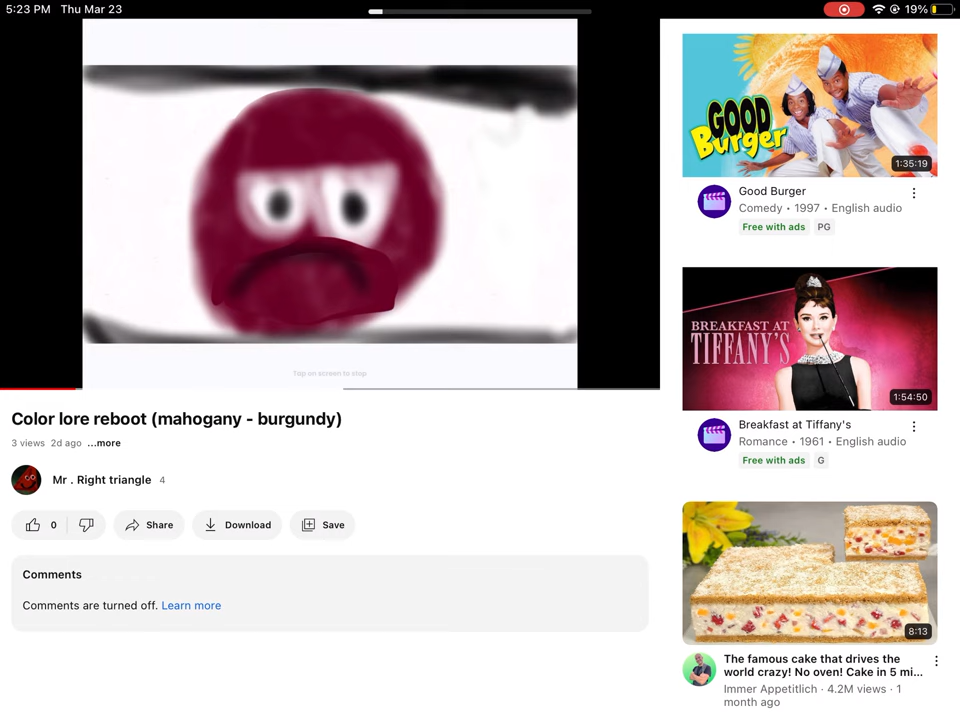 5:23 PM Thu Mar 23
19%
GOOD
Burger
1:35:19
Good Burger
Comedy • 1997 • English audio
Free with ads PG
BREAKFAST AT
TIFFANY'S
1:54:50
Breakfast at Tiffany's
Romance • 1961 • English audio
Free with ads G
8:13
The famous cake that drives the
world crazy! No oven! Cake in 5 mi...
Immer Appetitlich · 4.2M views · 1
month ago
Tap on screen to stop
Color lore reboot (mahogany - burgundy)
3 views 2d ago ...more
Mr . Right triangle 4
0 Share Download Save
Comments
Comments are turned off. Learn more